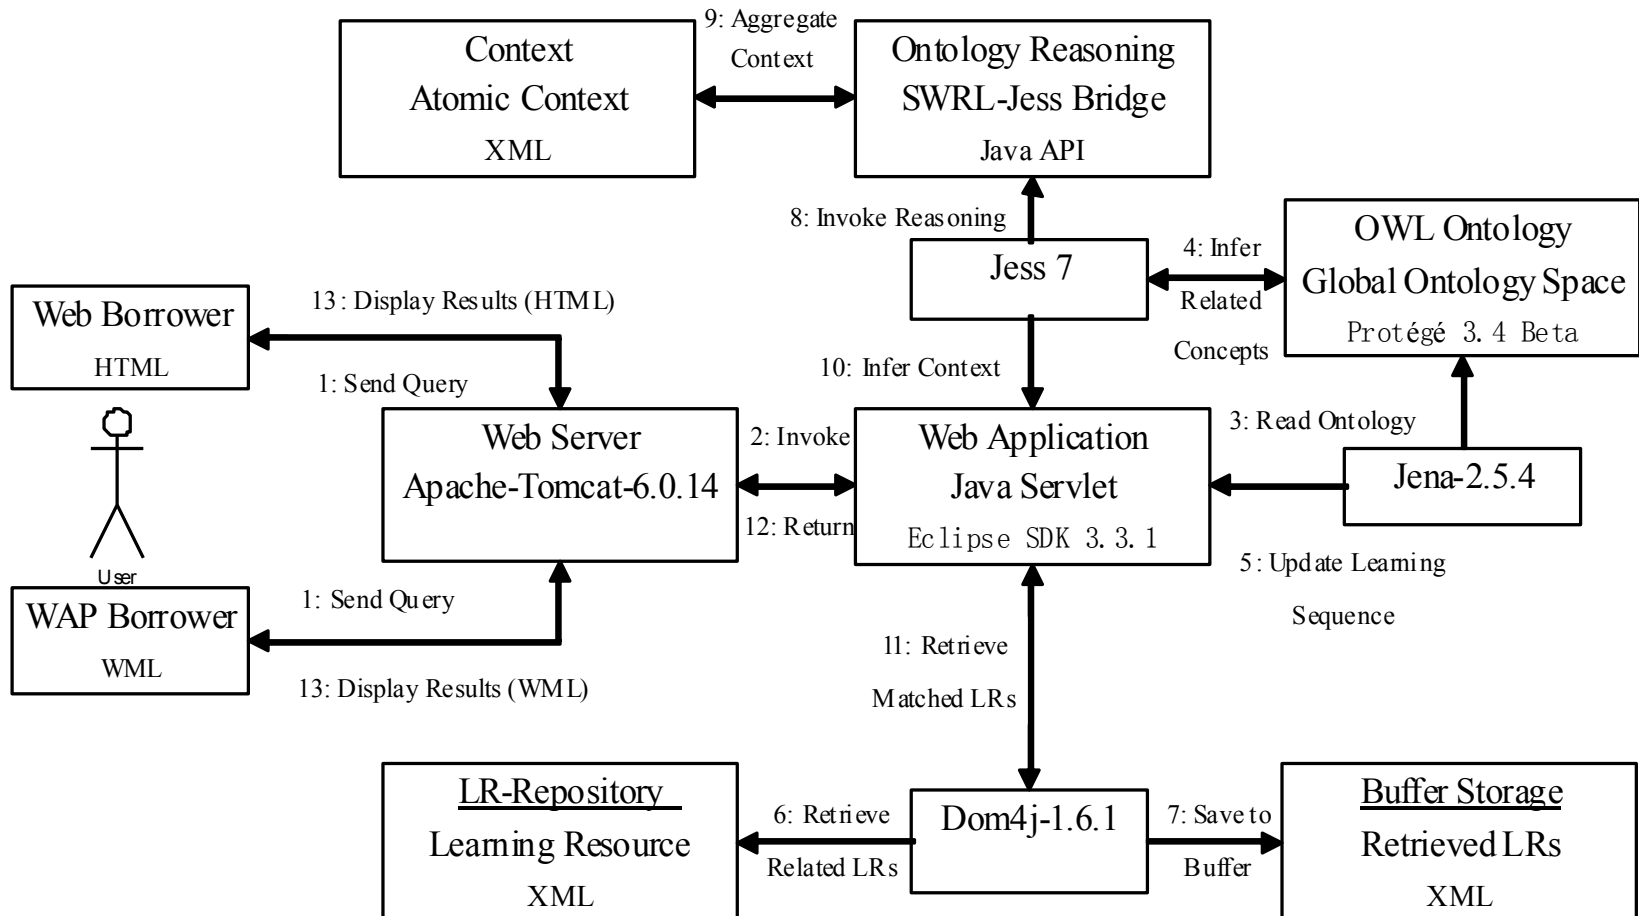 9: Aggregate
Context
Context
Atomic Context
XML
Ontology Reasoning
SWRL-Jess Bridge
Java API
8: Invoke Reasoning
Jess 7
4: Infer
Related
Concepts
OWL Ontology
Global Ontology Space
Protégé 3.4 Beta
Web Borrower
HTML
13: Display Results (HTML)
1: Send Query
10: Infer Context
3: Read Ontology
Web Server
Apache-Tomcat-6.0.14
2: Invoke
12: Return
Web Application
Java Servlet
Eclipse SDK 3.3.1
Jena-2.5.4
5: Update Learning
Sequence
User
WAP Borrower
WML
1: Send Query
13: Display Results (WML)
11: Retrieve
Matched LRs
LR-Repository
Learning Resource
XML
6: Retrieve
Related LRs
Dom4j-1.6.1
7: Save to
Buffer
Buffer Storage
Retrieved LRs
XML